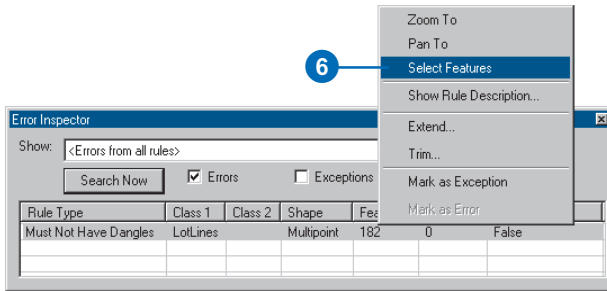 Zoom To
Pan To
6
Select Features
Show Rule Description...
Extend...
Trim...
Mark as Exception
Mark as Error
Error Inspector
Show: <Errors from all rules>
Search Now Errors Exceptions
Rule Type Class 1 Class 2 Shape Fea
Must Not Have Dangles LotLines Multipoint 182 0 False